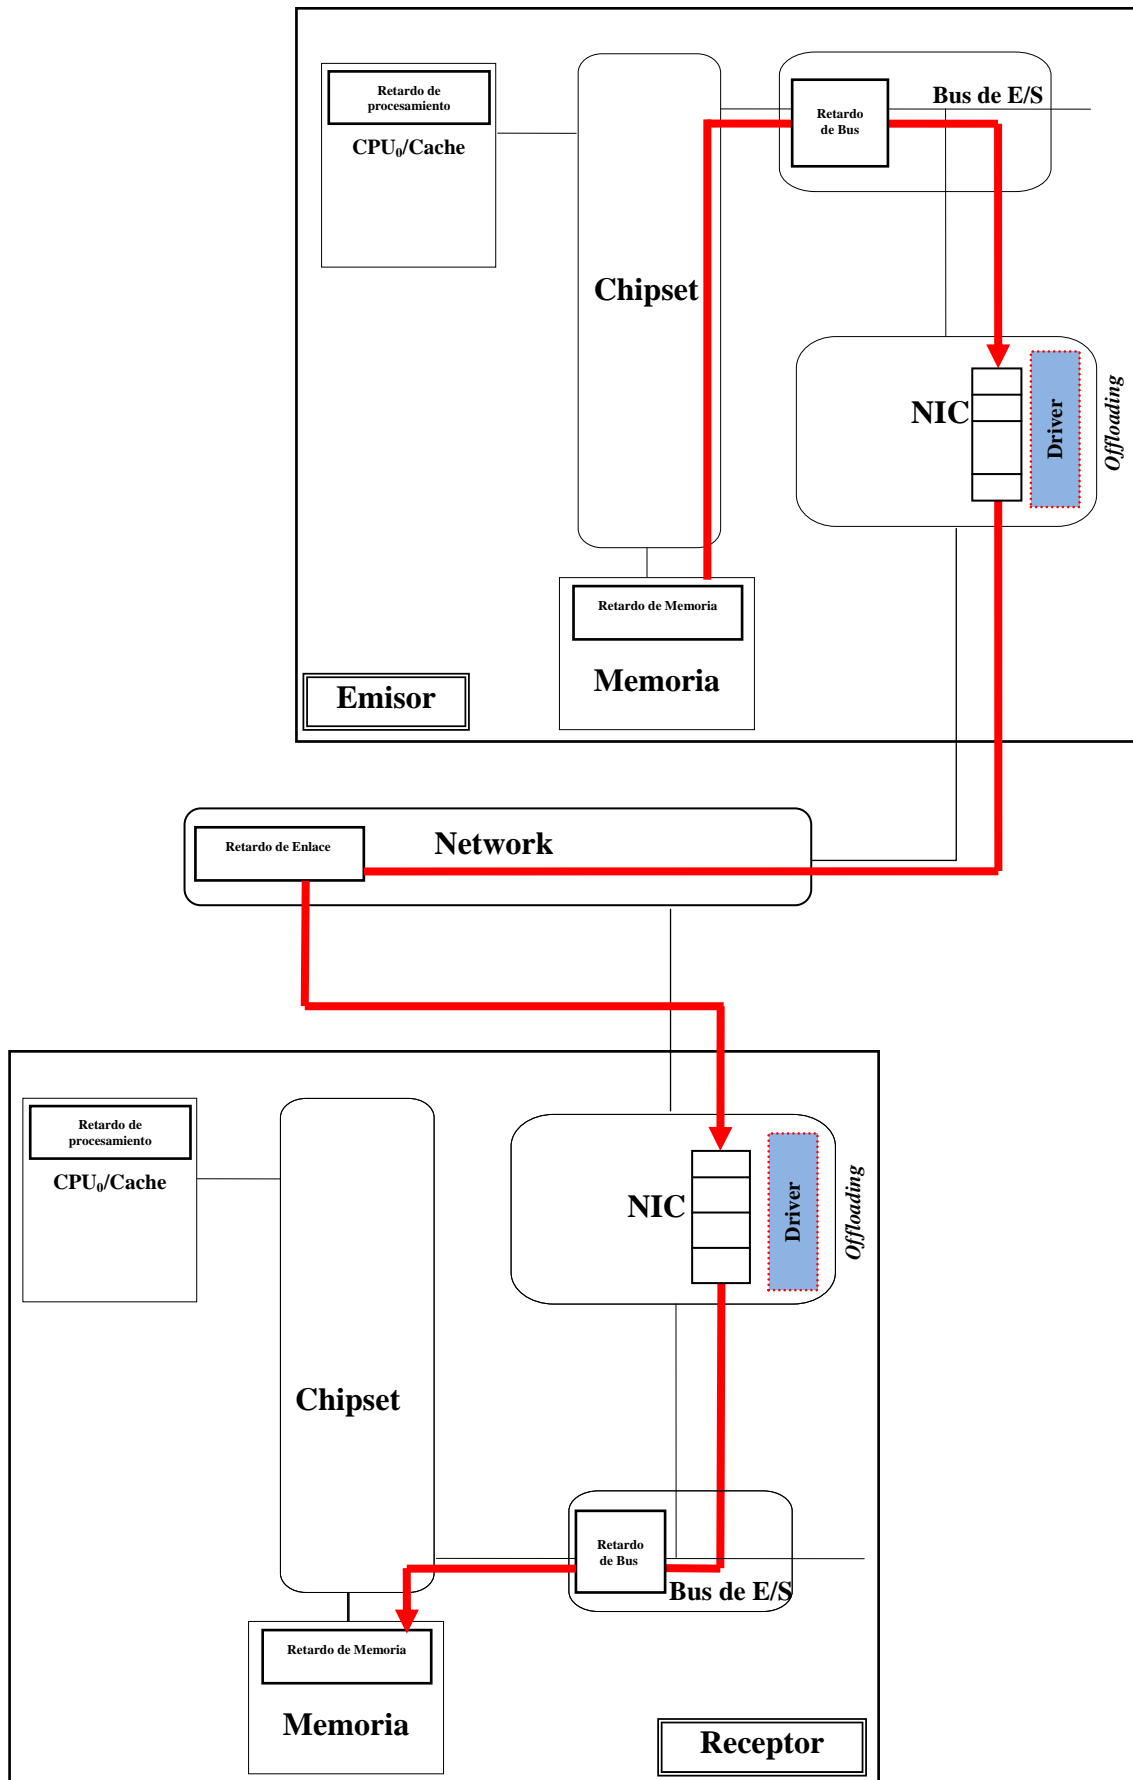 Retardo de
procesamiento
CPU₀/Cache
Retardo
de Bus
Bus de E/S
Chipset
NIC
Driver
Offloading
Retardo de Memoria
Memoria
Emisor
Retardo de Enlace
Network
Retardo de
procesamiento
CPU₀/Cache
NIC
Driver
Offloading
Chipset
Retardo
de Bus
Bus de E/S
Retardo de Memoria
Memoria
Receptor